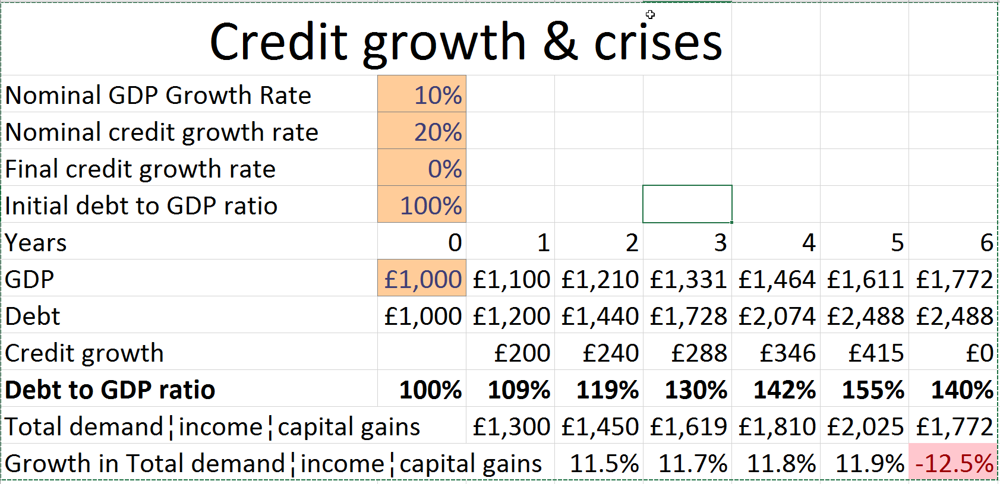 Credit growth & crises
Nominal GDP Growth Rate 10%
Nominal credit growth rate 20%
Final credit growth rate 0%
Initial debt to GDP ratio 100%
Years 0 1 2 3 4 5 6
GDP £1,000 £1,100 £1,210 £1,331 £1,464 £1,611 £1,772
Debt £1,000 £1,200 £1,440 £1,728 £2,074 £2,488 £2,488
Credit growth £200 £240 £288 £346 £415 £0
Debt to GDP ratio 100% 109% 119% 130% 142% 155% 140%
Total demand¦income¦capital gains £1,300 £1,450 £1,619 £1,810 £2,025 £1,772
Growth in Total demand¦income¦capital gains 11.5% 11.7% 11.8% 11.9% -12.5%